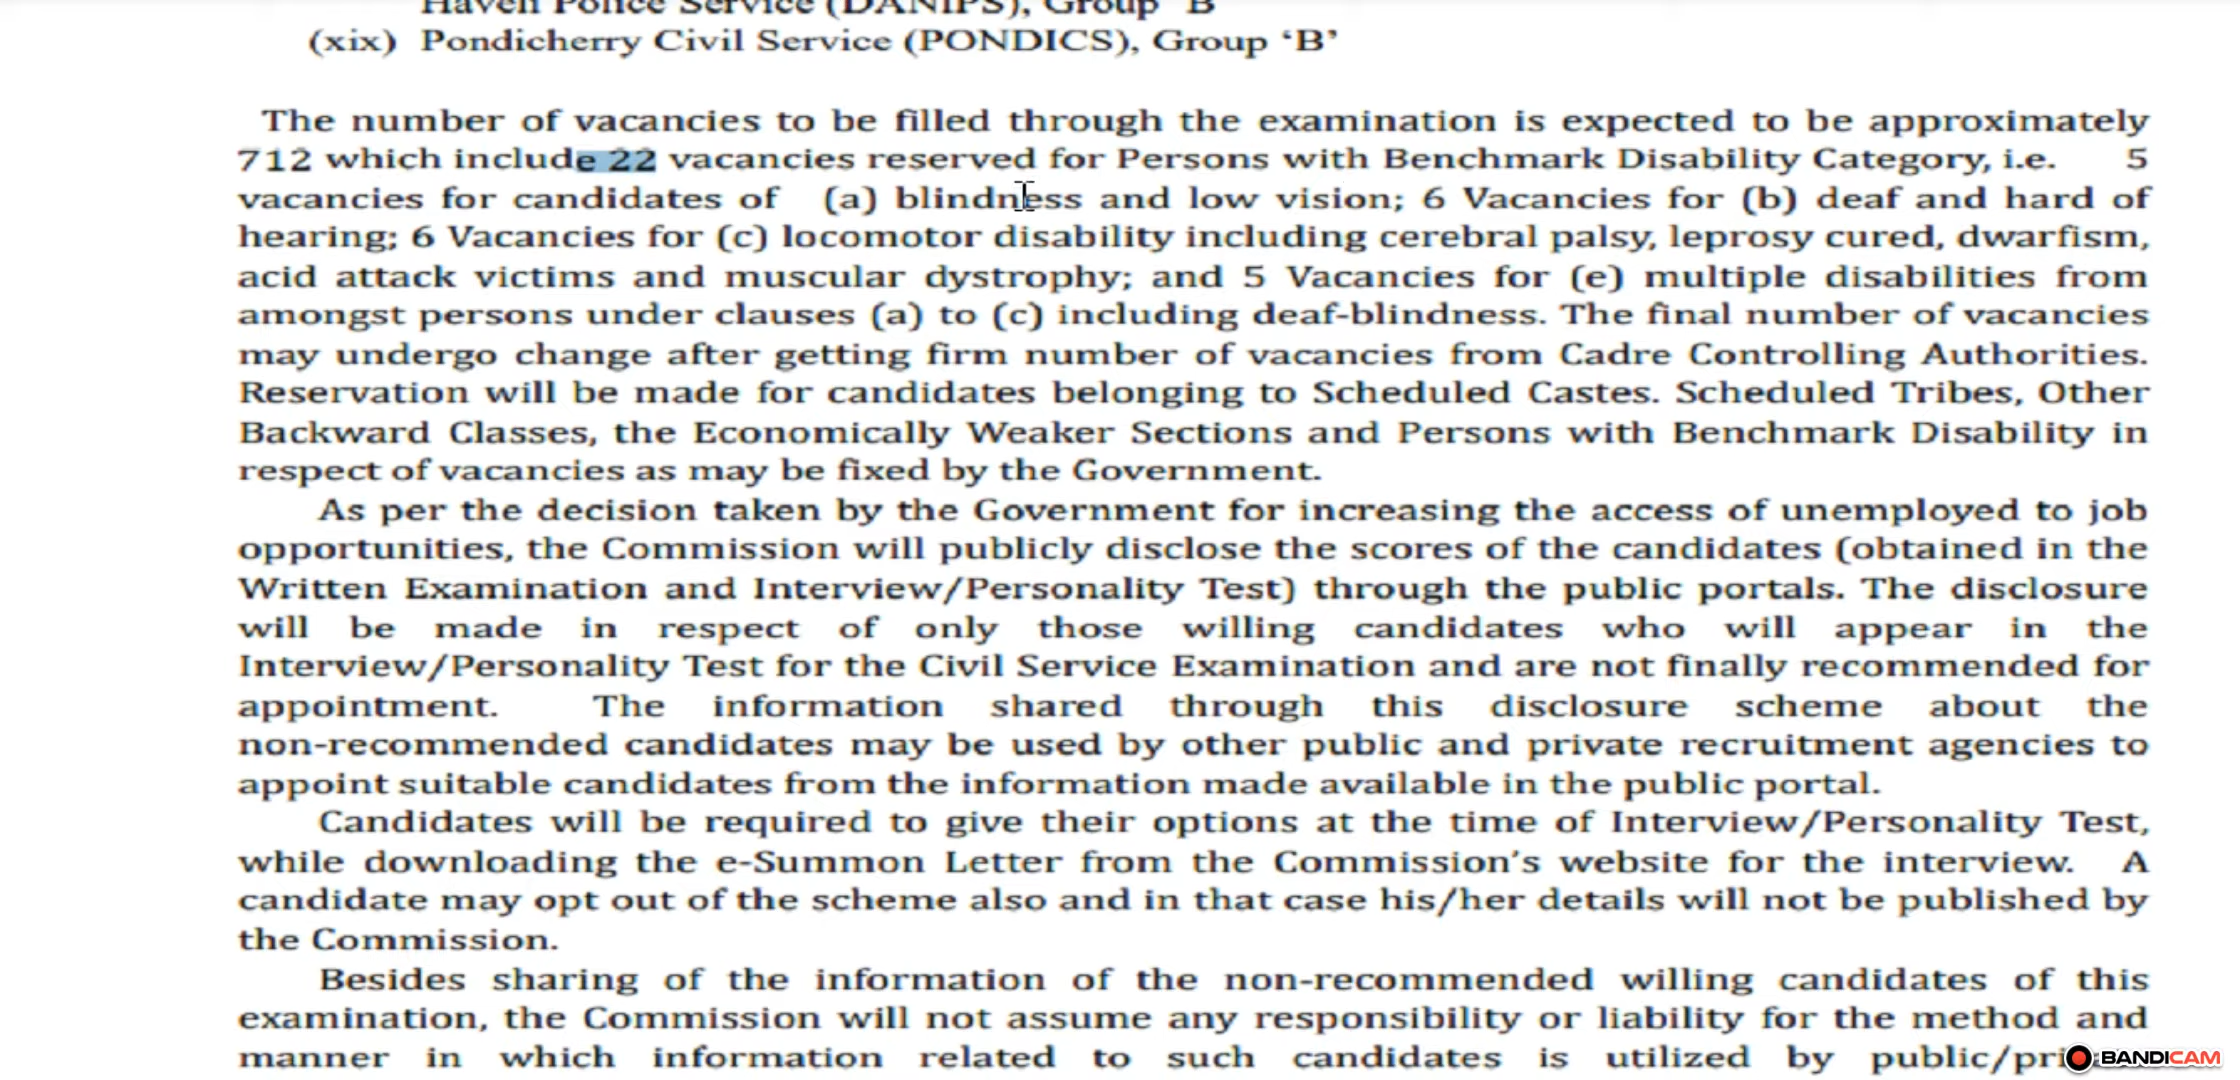 Haven Police Service (DANIPS), Group 'B'
(xix) Pondicherry Civil Service (PONDICS), Group ‘B’
The number of vacancies to be filled through the examination is expected to be approximately
712 which include 22 vacancies reserved for Persons with Benchmark Disability Category, i.e. 5
vacancies for candidates of (a) blindness and low vision; 6 Vacancies for (b) deaf and hard of
hearing; 6 Vacancies for (c) locomotor disability including cerebral palsy, leprosy cured, dwarfism,
acid attack victims and muscular dystrophy; and 5 Vacancies for (e) multiple disabilities from
amongst persons under clauses (a) to (c) including deaf-blindness. The final number of vacancies
may undergo change after getting firm number of vacancies from Cadre Controlling Authorities.
Reservation will be made for candidates belonging to Scheduled Castes. Scheduled Tribes, Other
Backward Classes, the Economically Weaker Sections and Persons with Benchmark Disability in
respect of vacancies as may be fixed by the Government.
As per the decision taken by the Government for increasing the access of unemployed to job
opportunities, the Commission will publicly disclose the scores of the candidates (obtained in the
Written Examination and Interview/Personality Test) through the public portals. The disclosure
will be made in respect of only those willing candidates who will appear in the
Interview/Personality Test for the Civil Service Examination and are not finally recommended for
appointment. The information shared through this disclosure scheme about the
non-recommended candidates may be used by other public and private recruitment agencies to
appoint suitable candidates from the information made available in the public portal.
Candidates will be required to give their options at the time of Interview/Personality Test,
while downloading the e-Summon Letter from the Commission’s website for the interview. A
candidate may opt out of the scheme also and in that case his/her details will not be published by
the Commission.
Besides sharing of the information of the non-recommended willing candidates of this
examination, the Commission will not assume any responsibility or liability for the method and
manner in which information related to such candidates is utilized by public/pri
BANDICAM